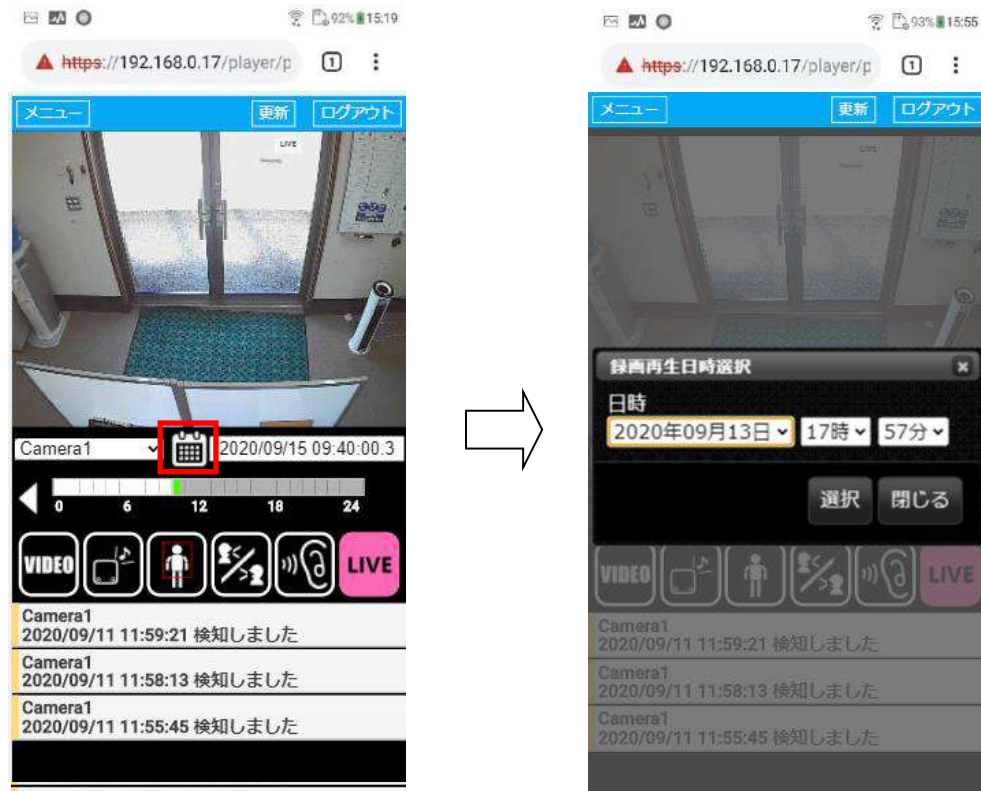 92% 15:19
https://192.168.0.17/player/p 1
メニュー 更新 ログアウト
LIVE
Camera1 2020/09/15 09:40:00.3
0 6 12 18 24
VIDEO LIVE
Camera1
2020/09/11 11:59:21 検知しました
Camera1
2020/09/11 11:58:13 検知しました
Camera1
2020/09/11 11:55:45 検知しました
93% 15:55
https://192.168.0.17/player/p 1
メニュー 更新 ログアウト
LIVE
録画再生日時選択
日時
2020年09月13日 17時 57分
選択 閉じる
VIDEO LIVE
Camera1
2020/09/11 11:59:21 検知しました
Camera1
2020/09/11 11:58:13 検知しました
Camera1
2020/09/11 11:55:45 検知しました